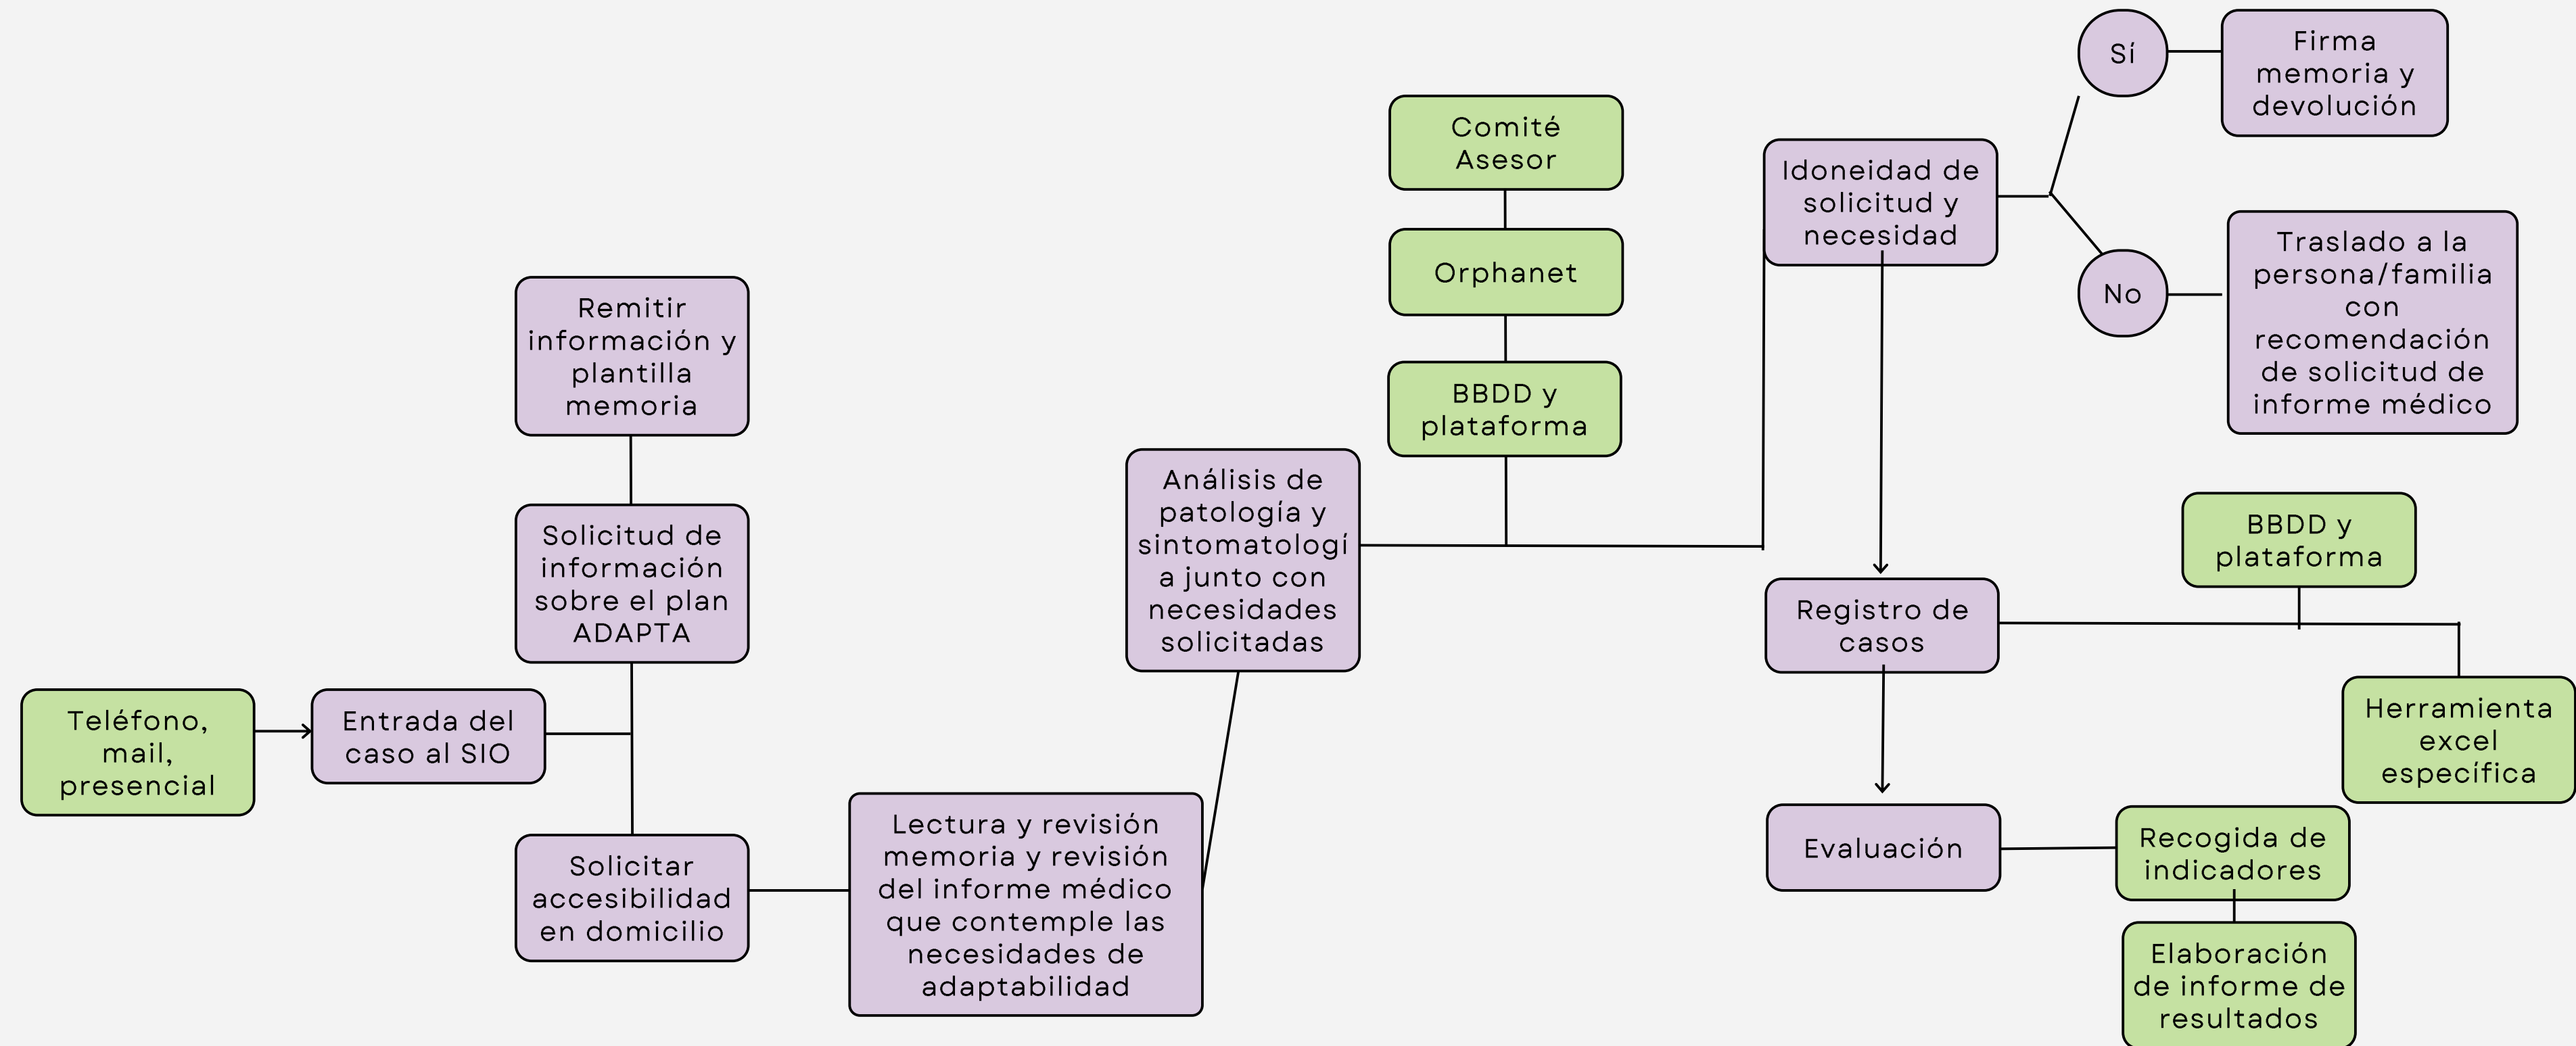 Teléfono,
mail,
presencial
Entrada del
caso al SIO
Remitir
información y
plantilla
memoria
Solicitud de
información
sobre el plan
ADAPTA
Solicitar
accesibilidad
en domicilio
Lectura y revisión
memoria y revisión
del informe médico
que contemple las
necesidades de
adaptabilidad
Análisis de
patología y
sintomatologí
a junto con
necesidades
solicitadas
Comité
Asesor
Orphanet
BBDD y
plataforma
Idoneidad de
solicitud y
necesidad
Sí
Firma
memoria y
devolución
No
Traslado a la
persona/familia
con
recomendación
de solicitud de
informe médico
Registro de
casos
BBDD y
plataforma
Herramienta
excel
específica
Evaluación
Recogida de
indicadores
Elaboración
de informe de
resultados